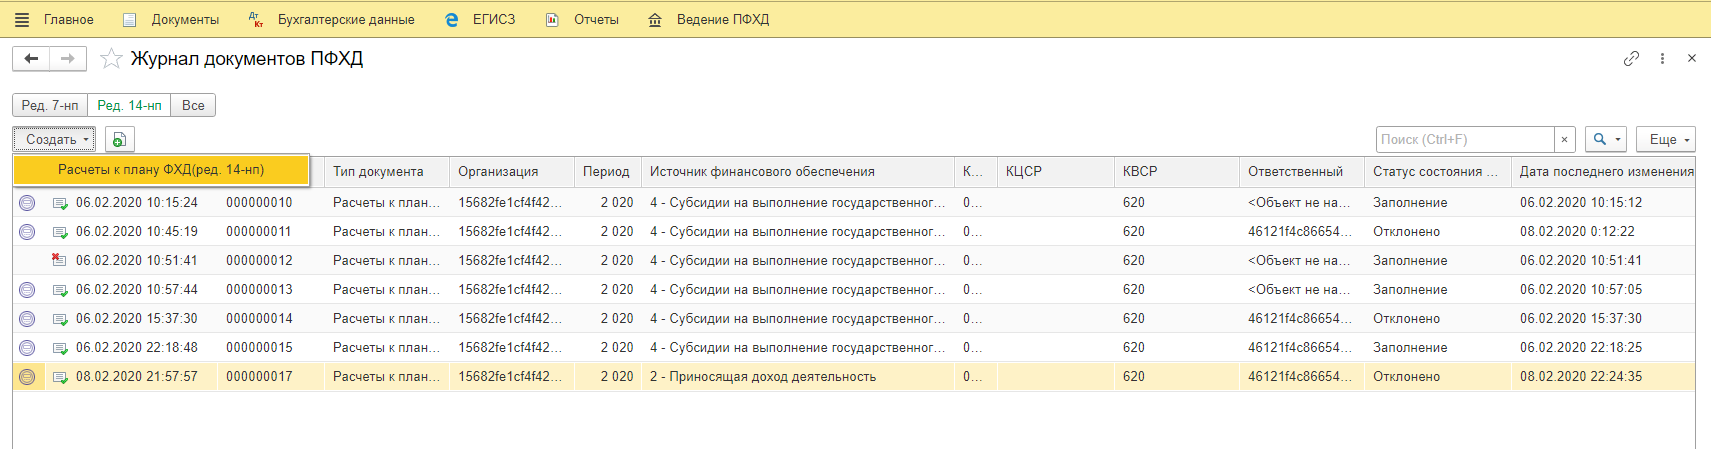 Главное Документы Дт Кт Бухгалтерские данные ЕГИСЗ Отчеты Ведение ПФХД
Журнал документов ПФХД
Ред. 7-нп Ред. 14-нп Все
Создать Поиск (Ctrl+F) Еще
Расчеты к плану ФХД(ред. 14-нп) Тип документа Организация Период Источник финансового обеспечения К... КЦСР КВСР Ответственный Статус состояния ... Дата последнего изменения
06.02.2020 10:15:24 000000010 Расчеты к план... 15682fe1cf4f42... 2 020 4 - Субсидии на выполнение государственног... 0... 620 <Объект не на... Заполнение 06.02.2020 10:15:12
06.02.2020 10:45:19 000000011 Расчеты к план... 15682fe1cf4f42... 2 020 4 - Субсидии на выполнение государственног... 0... 620 46121f4c86654... Отклонено 08.02.2020 0:12:22
06.02.2020 10:51:41 000000012 Расчеты к план... 15682fe1cf4f42... 2 020 4 - Субсидии на выполнение государственног... 0... 620 <Объект не на... Заполнение 06.02.2020 10:51:41
06.02.2020 10:57:44 000000013 Расчеты к план... 15682fe1cf4f42... 2 020 4 - Субсидии на выполнение государственног... 0... 620 <Объект не на... Заполнение 06.02.2020 10:57:05
06.02.2020 15:37:30 000000014 Расчеты к план... 15682fe1cf4f42... 2 020 4 - Субсидии на выполнение государственног... 0... 620 46121f4c86654... Отклонено 06.02.2020 15:37:30
06.02.2020 22:18:48 000000015 Расчеты к план... 15682fe1cf4f42... 2 020 4 - Субсидии на выполнение государственног... 0... 620 46121f4c86654... Заполнение 06.02.2020 22:18:25
08.02.2020 21:57:57 000000017 Расчеты к план... 15682fe1cf4f42... 2 020 2 - Приносящая доход деятельность 0... 620 46121f4c86654... Отклонено 08.02.2020 22:24:35